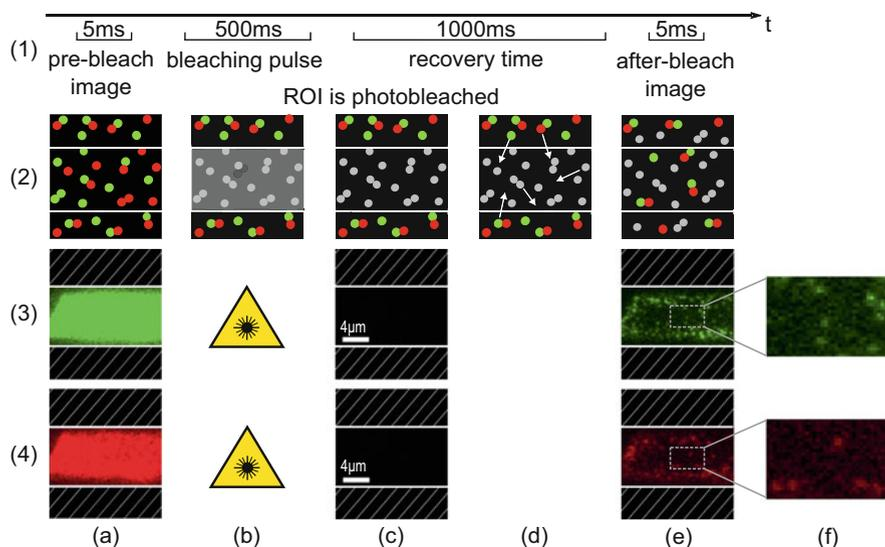 t
5ms 500ms 1000ms 5ms
(1) pre-bleach image bleaching pulse recovery time after-bleach image
ROI is photobleached
(2)
(3) 4μm
(4) 4μm
(a) (b) (c) (d) (e) (f)